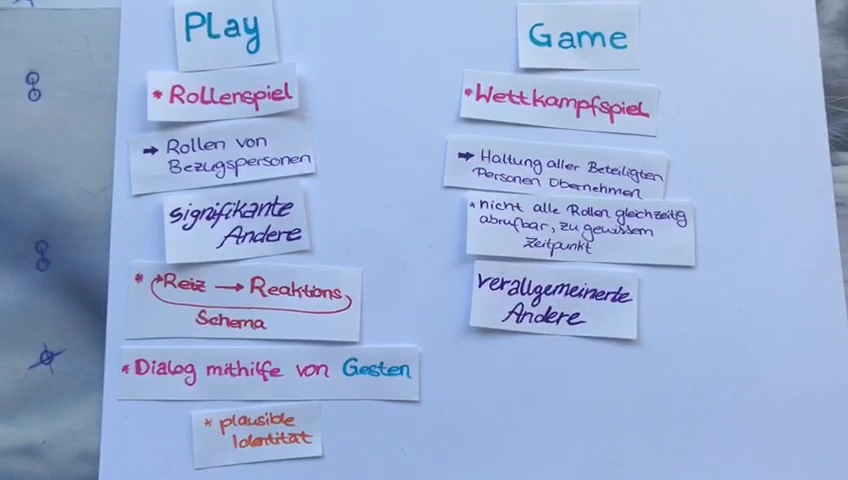 Play
* Rollenspiel
➡ Rollen von
Bezugspersonen
signifikante
Andere
* Reiz → Reaktions
Schema
* Dialog mithilfe von Gesten
* plausible
Identität
Game
* Wettkampfspiel
➡ Haltung aller Beteiligten
Personen übernehmen
* nicht alle Rollen gleichzeitig
abrufbar, zu gewissem
Zeitpunkt
verallgemeinerte
Andere